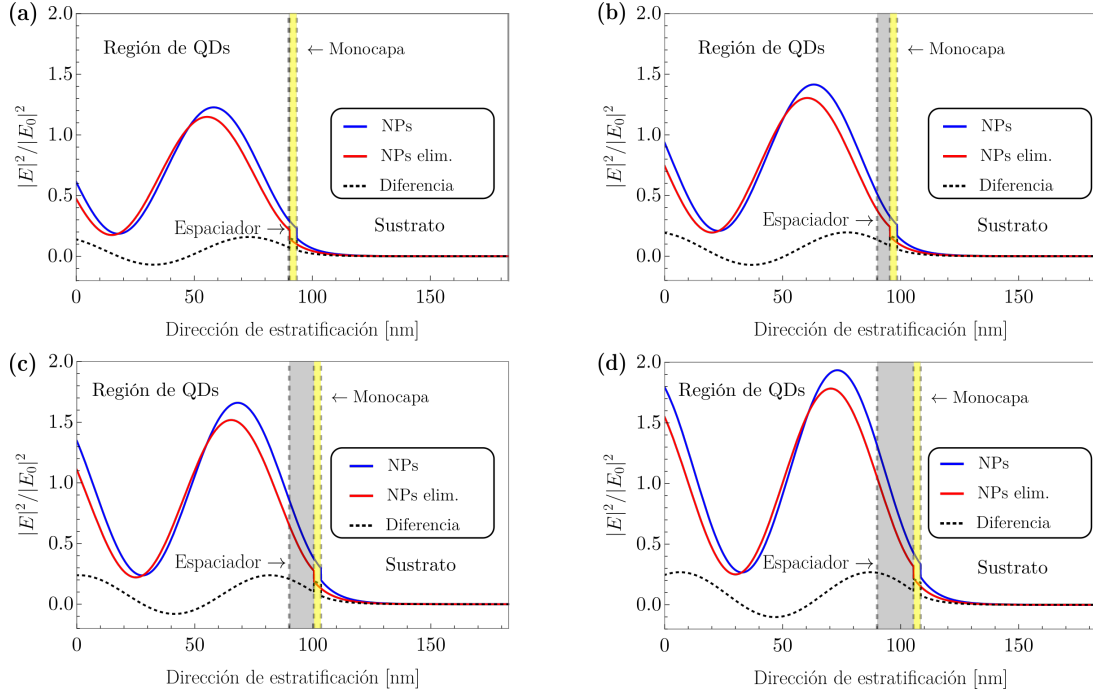 (a)
2.0
1.5
1.0
0.5
0.0
|E|²/|E₀|²
Región de QDs
← Monocapa
NPs
NPs elim.
Diferencia
Espaciador →
Sustrato
0 50 100 150
Dirección de estratificación [nm]
(b)
2.0
1.5
1.0
0.5
0.0
|E|²/|E₀|²
Región de QDs
← Monocapa
NPs
NPs elim.
Diferencia
Espaciador →
Sustrato
0 50 100 150
Dirección de estratificación [nm]
(c)
2.0
1.5
1.0
0.5
0.0
|E|²/|E₀|²
Región de QDs
← Monocapa
NPs
NPs elim.
Diferencia
Espaciador →
Sustrato
0 50 100 150
Dirección de estratificación [nm]
(d)
2.0
1.5
1.0
0.5
0.0
|E|²/|E₀|²
Región de QDs
← Monocapa
NPs
NPs elim.
Diferencia
Espaciador →
Sustrato
0 50 100 150
Dirección de estratificación [nm]